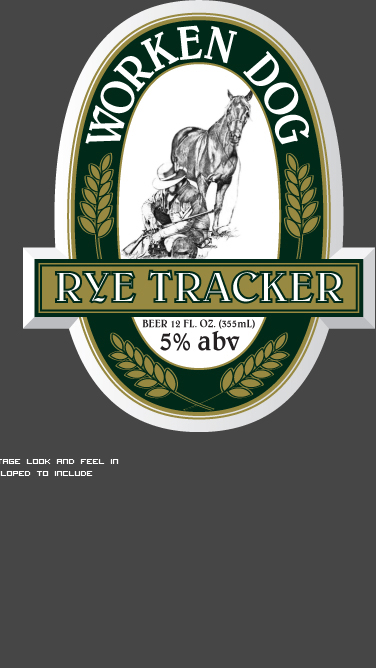 WORKEN DOG
RYE TRACKER
BEER 12 FL. OZ. (355mL)
5% abv
LOOK AND FEEL IN
TO INCLUDE